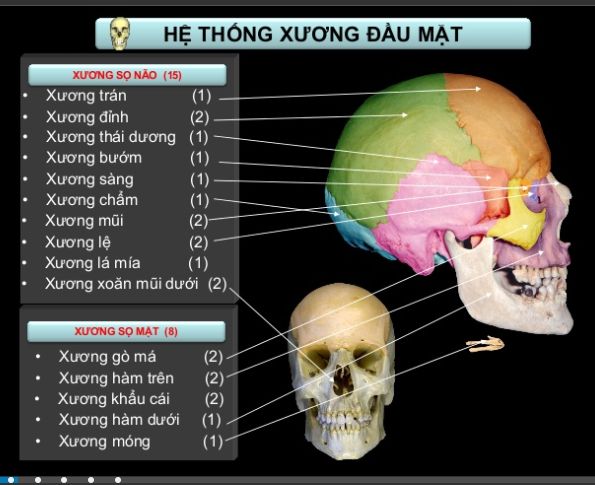 HỆ THỐNG XƯƠNG ĐẦU MẶT
XƯƠNG SỌ NÃO (15)
• Xương trán (1)
• Xương đỉnh (2)
• Xương thái dương (1)
• Xương bướm (1)
• Xương sàng (1)
• Xương chẩm (1)
• Xương mũi (2)
• Xương lệ (2)
• Xương lá mía (1)
• Xương xoăn mũi dưới (2)
XƯƠNG SỌ MẶT (8)
• Xương gò má (2)
• Xương hàm trên (2)
• Xương khẩu cái (2)
• Xương hàm dưới (1)
• Xương móng (1)